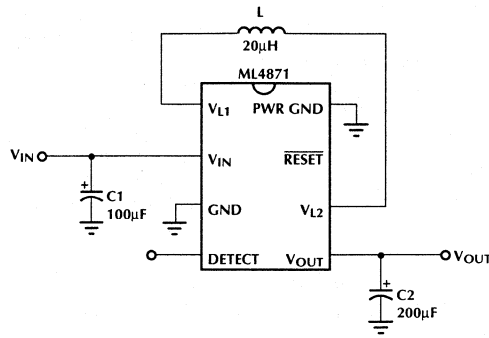 L
20µH
ML4871
VL1
PWR GND
VIN
VIN
RESET
C1
100µF
GND
VL2
DETECT
VOUT
VOUT
C2
200µF
+
+